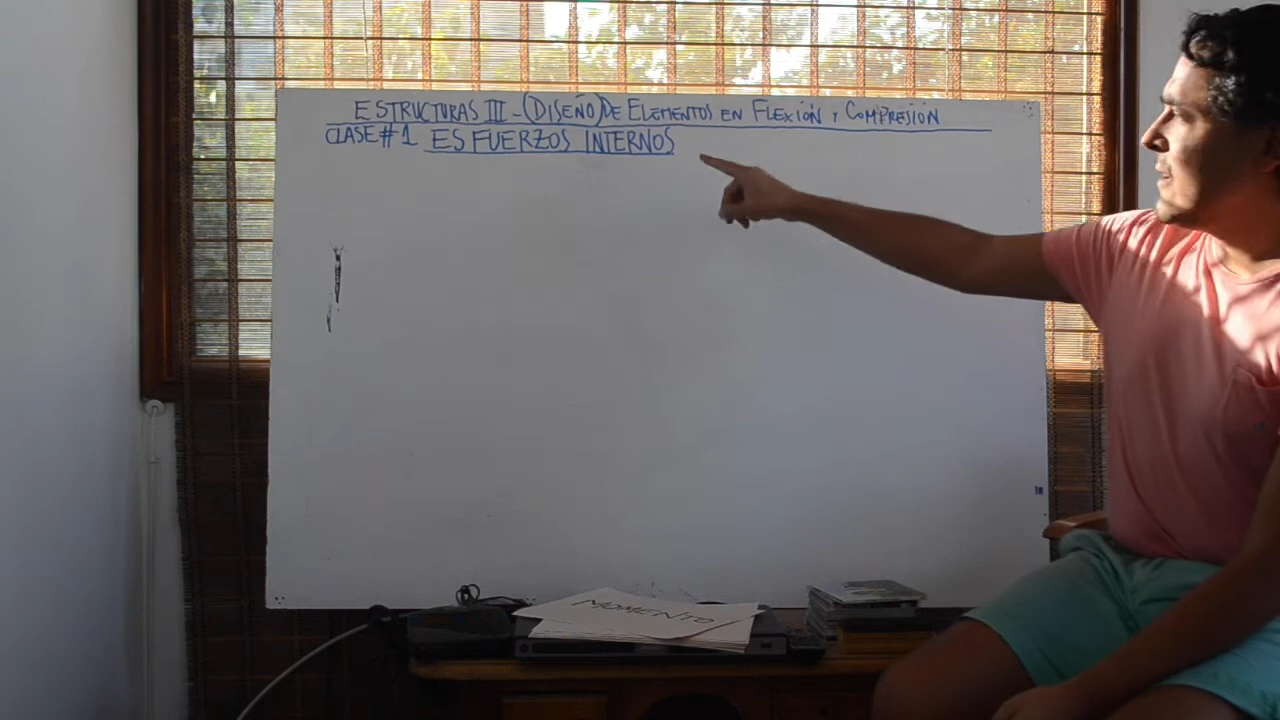 ESTRUCTURAS III - (DISEÑO) DE ELEMENTOS EN FLEXIÓN Y COMPRESIÓN
CLASE #1 ESFUERZOS INTERNOS
MOMENTO